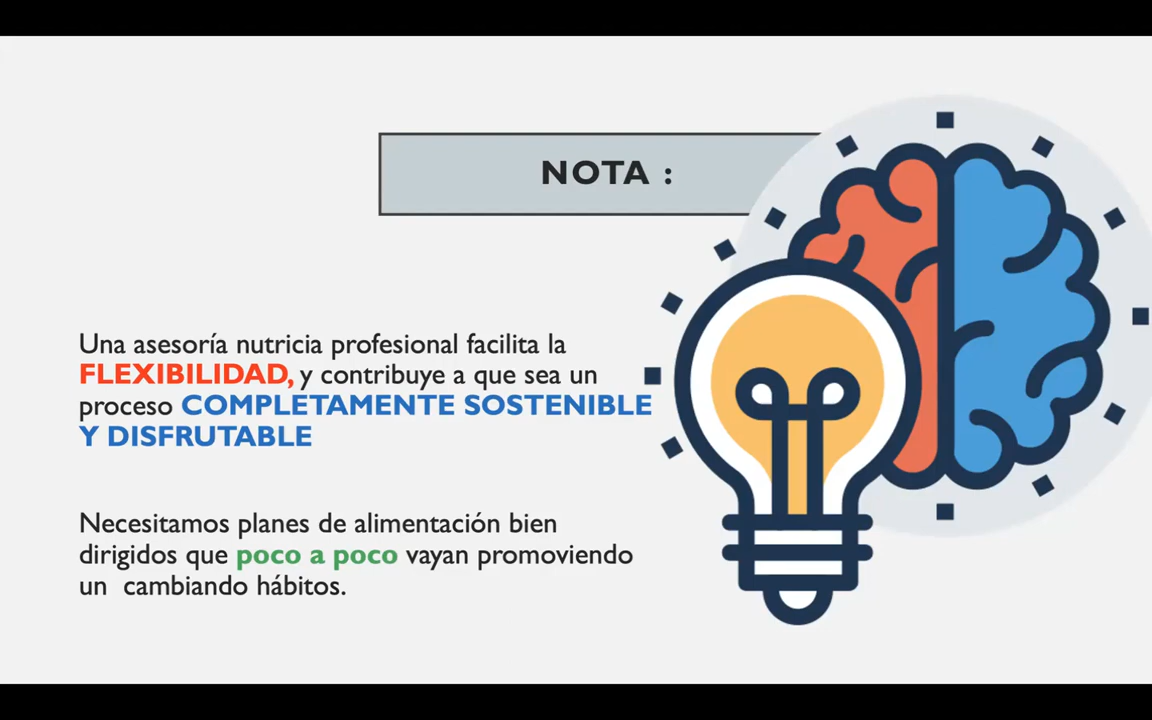 NOTA :
Una asesoría nutricia profesional facilita la
FLEXIBILIDAD, y contribuye a que sea un
proceso COMPLETAMENTE SOSTENIBLE
Y DISFRUTABLE
Necesitamos planes de alimentación bien
dirigidos que poco a poco vayan promoviendo
un cambiando hábitos.